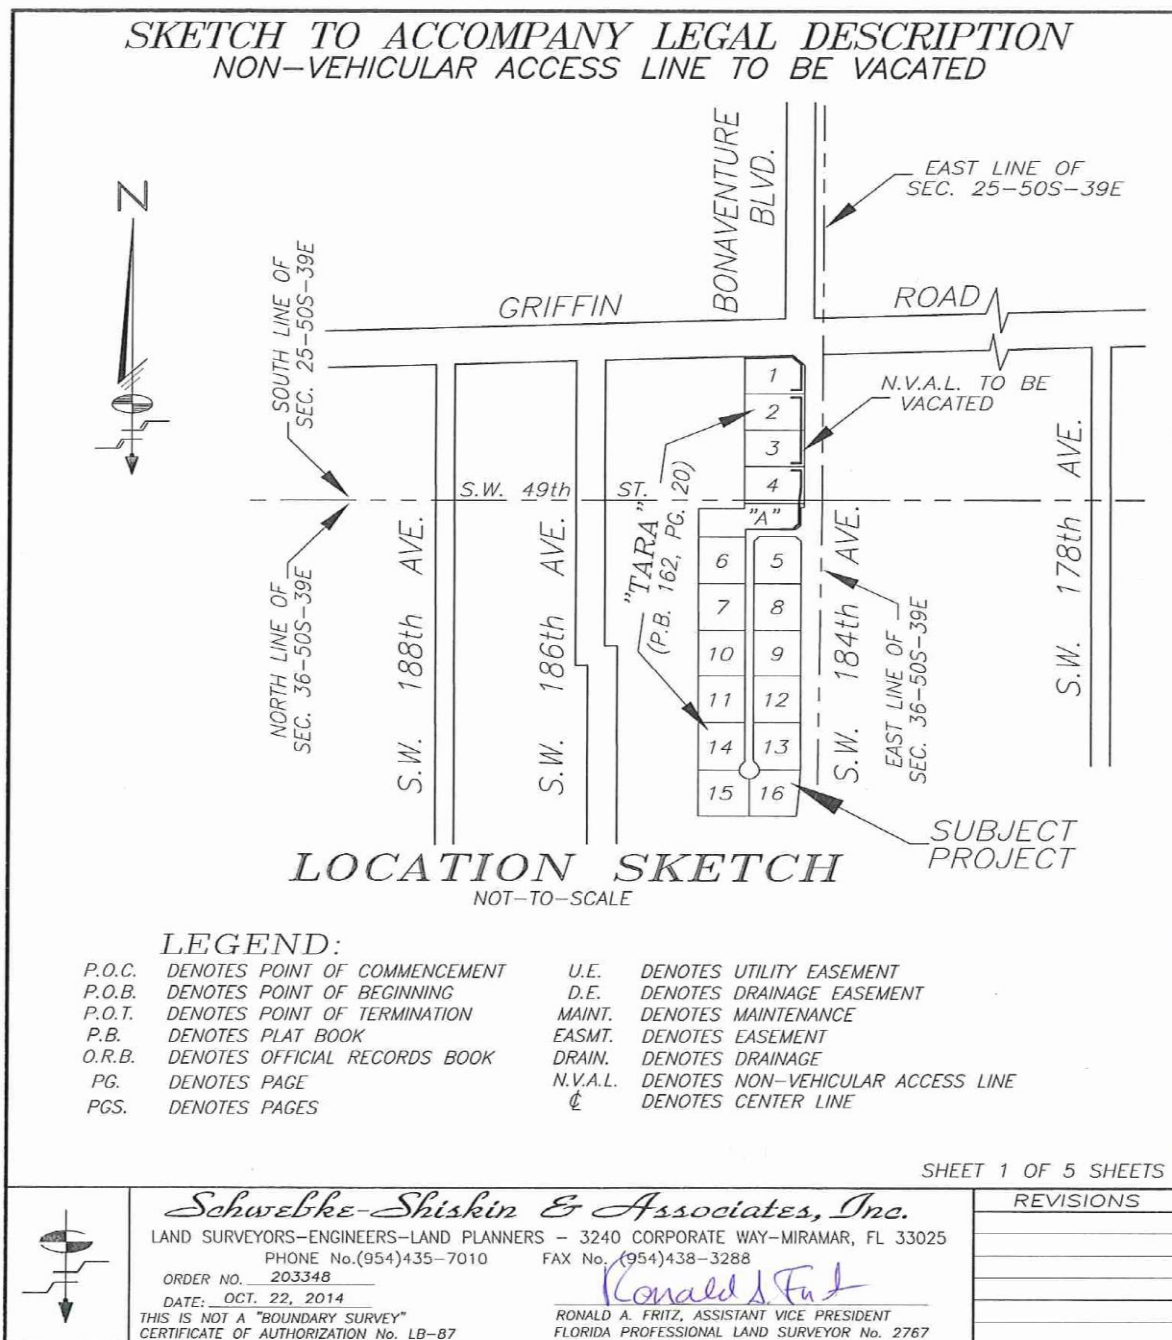 SKETCH TO ACCOMPANY LEGAL DESCRIPTION
NON-VEHICULAR ACCESS LINE TO BE VACATED
N
BONAVENTURE
BLVD.
EAST LINE OF
SEC. 25-50S-39E
SOUTH LINE OF
SEC. 25-50S-39E
GRIFFIN
ROAD
1
2
3
4
"A"
N.V.A.L. TO BE
VACATED
S.W. 49th ST.
"TARA"
(P.B. 162, PG. 20)
NORTH LINE OF
SEC. 36-50S-39E
S.W. 188th AVE.
S.W. 186th AVE.
6
5
7
8
10
9
11
12
14
13
15
16
S.W. 184th AVE.
EAST LINE OF
SEC. 36-50S-39E
S.W. 178th AVE.
SUBJECT
PROJECT
LOCATION SKETCH
NOT-TO-SCALE
LEGEND:
P.O.C. DENOTES POINT OF COMMENCEMENT
P.O.B. DENOTES POINT OF BEGINNING
P.O.T. DENOTES POINT OF TERMINATION
P.B. DENOTES PLAT BOOK
O.R.B. DENOTES OFFICIAL RECORDS BOOK
PG. DENOTES PAGE
PGS. DENOTES PAGES
U.E. DENOTES UTILITY EASEMENT
D.E. DENOTES DRAINAGE EASEMENT
MAINT. DENOTES MAINTENANCE
EASMT. DENOTES EASEMENT
DRAIN. DENOTES DRAINAGE
N.V.A.L. DENOTES NON-VEHICULAR ACCESS LINE
℄ DENOTES CENTER LINE
SHEET 1 OF 5 SHEETS
Schwebke-Shiskin & Associates, Inc.
LAND SURVEYORS-ENGINEERS-LAND PLANNERS - 3240 CORPORATE WAY-MIRAMAR, FL 33025
PHONE No.(954)435-7010 FAX No. (954)438-3288
ORDER NO. 203348
DATE: OCT. 22, 2014
THIS IS NOT A "BOUNDARY SURVEY"
CERTIFICATE OF AUTHORIZATION No. LB-87
RONALD A. FRITZ, ASSISTANT VICE PRESIDENT
FLORIDA PROFESSIONAL LAND SURVEYOR No. 2767
REVISIONS